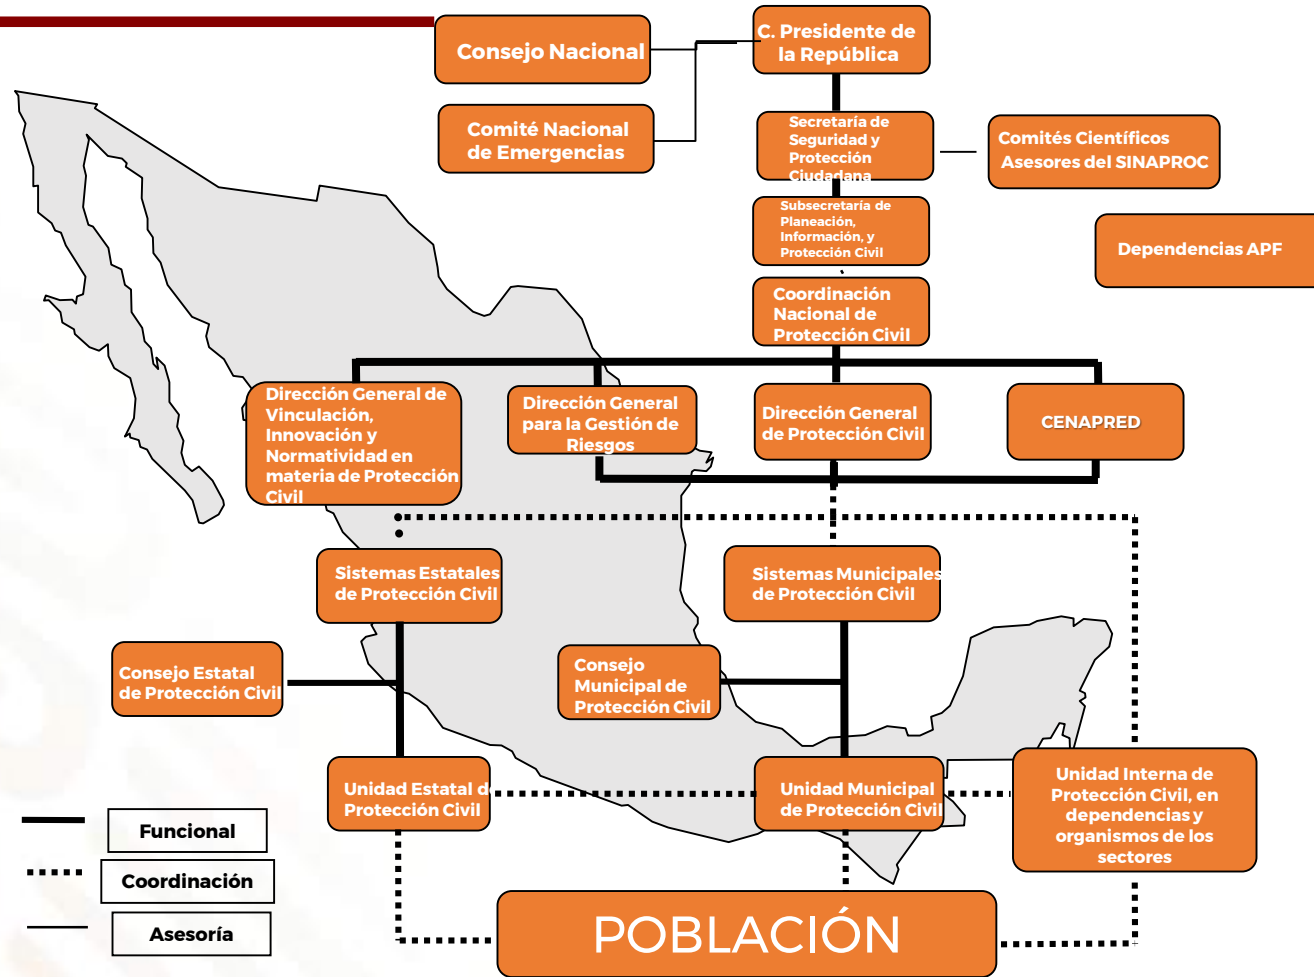 Consejo Nacional
C. Presidente de
la República
Comité Nacional
de Emergencias
Secretaría de
Seguridad y
Protección
Ciudadana
Comités Científicos
Asesores del SINAPROC
Subsecretaría de
Planeación,
Información, y
Protección Civil
Dependencias APF
Coordinación
Nacional de
Protección Civil
Dirección General de
Vinculación,
Innovación y
Normatividad en
materia de Protección
Civil
Dirección General
para la Gestión de
Riesgos
Dirección General
de Protección Civil
CENAPRED
Sistemas Estatales
de Protección Civil
Sistemas Municipales
de Protección Civil
Consejo Estatal
de Protección Civil
Consejo
Municipal de
Protección Civil
Unidad Estatal de
Protección Civil
Unidad Municipal
de Protección Civil
Unidad Interna de
Protección Civil, en
dependencias y
organismos de los
sectores
Funcional
Coordinación
Asesoría
POBLACIÓN